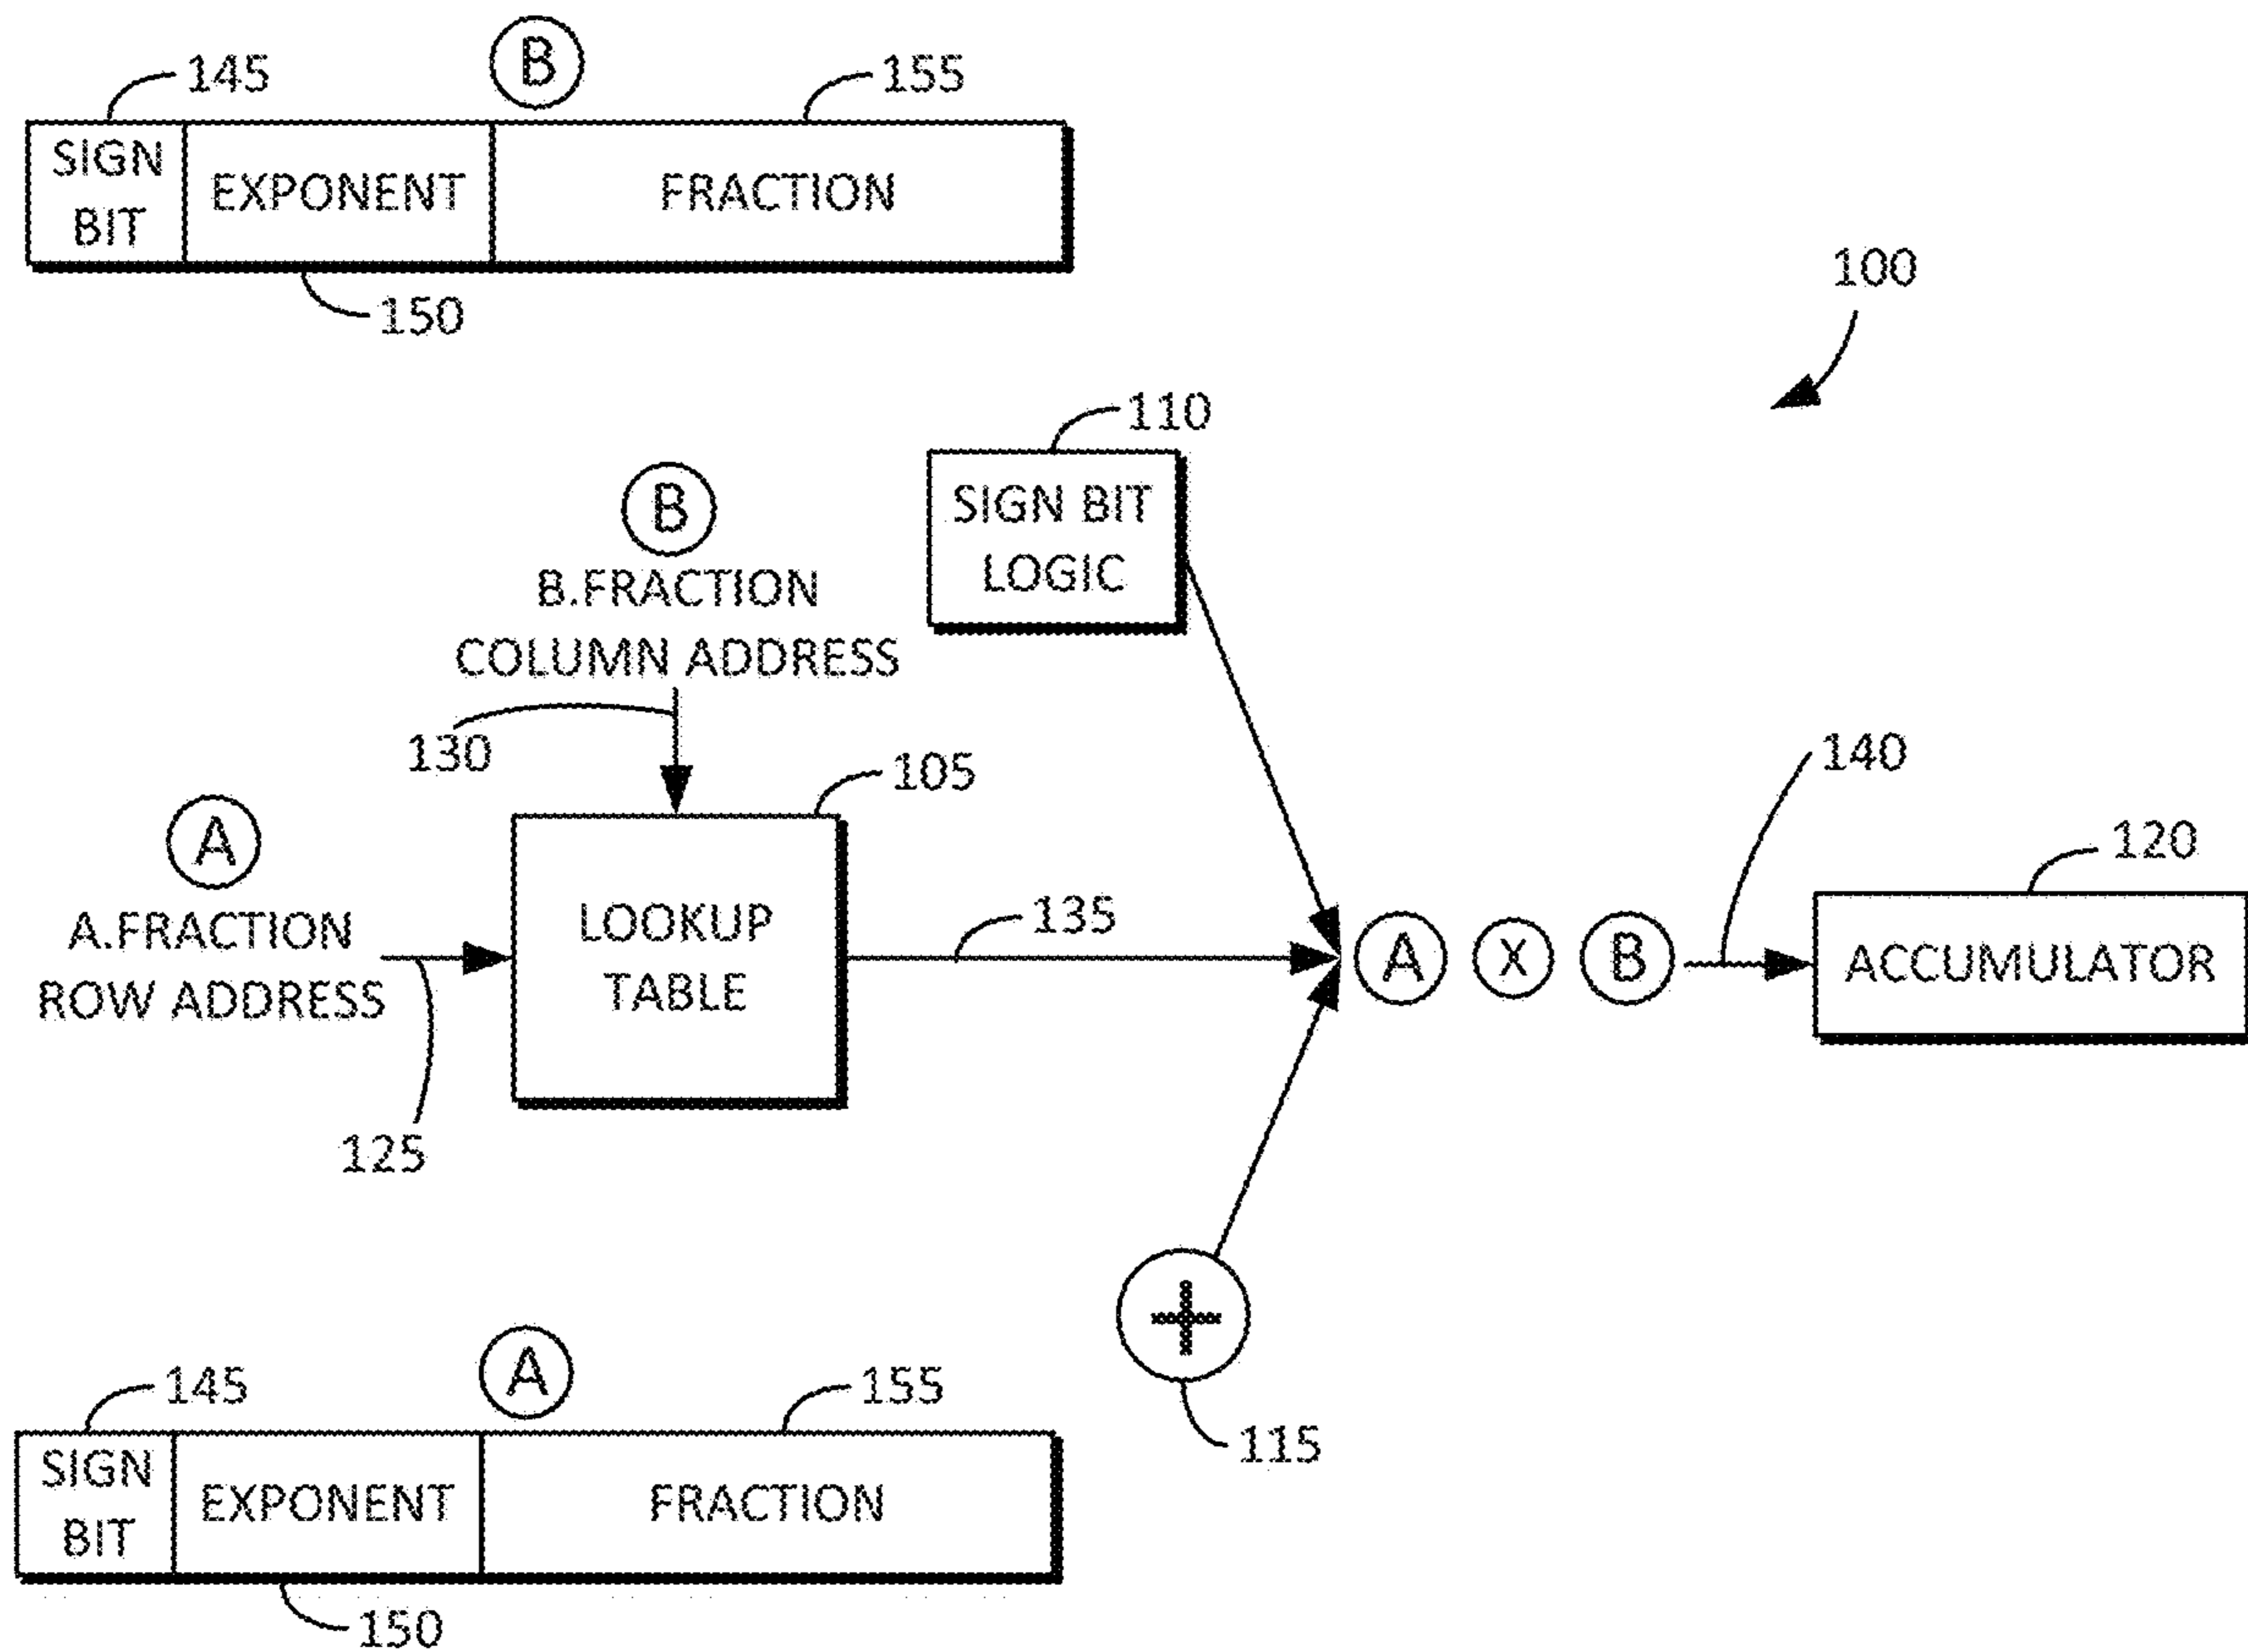 B
145
155
SIGN BIT
EXPONENT
FRACTION
150
100
110
SIGN BIT
LOGIC
B
B.FRACTION
COLUMN ADDRESS
130
105
140
120
A
A.FRACTION
ROW ADDRESS
125
LOOKUP
TABLE
135
A X B
ACCUMULATOR
+
115
A
145
155
SIGN BIT
EXPONENT
FRACTION
150